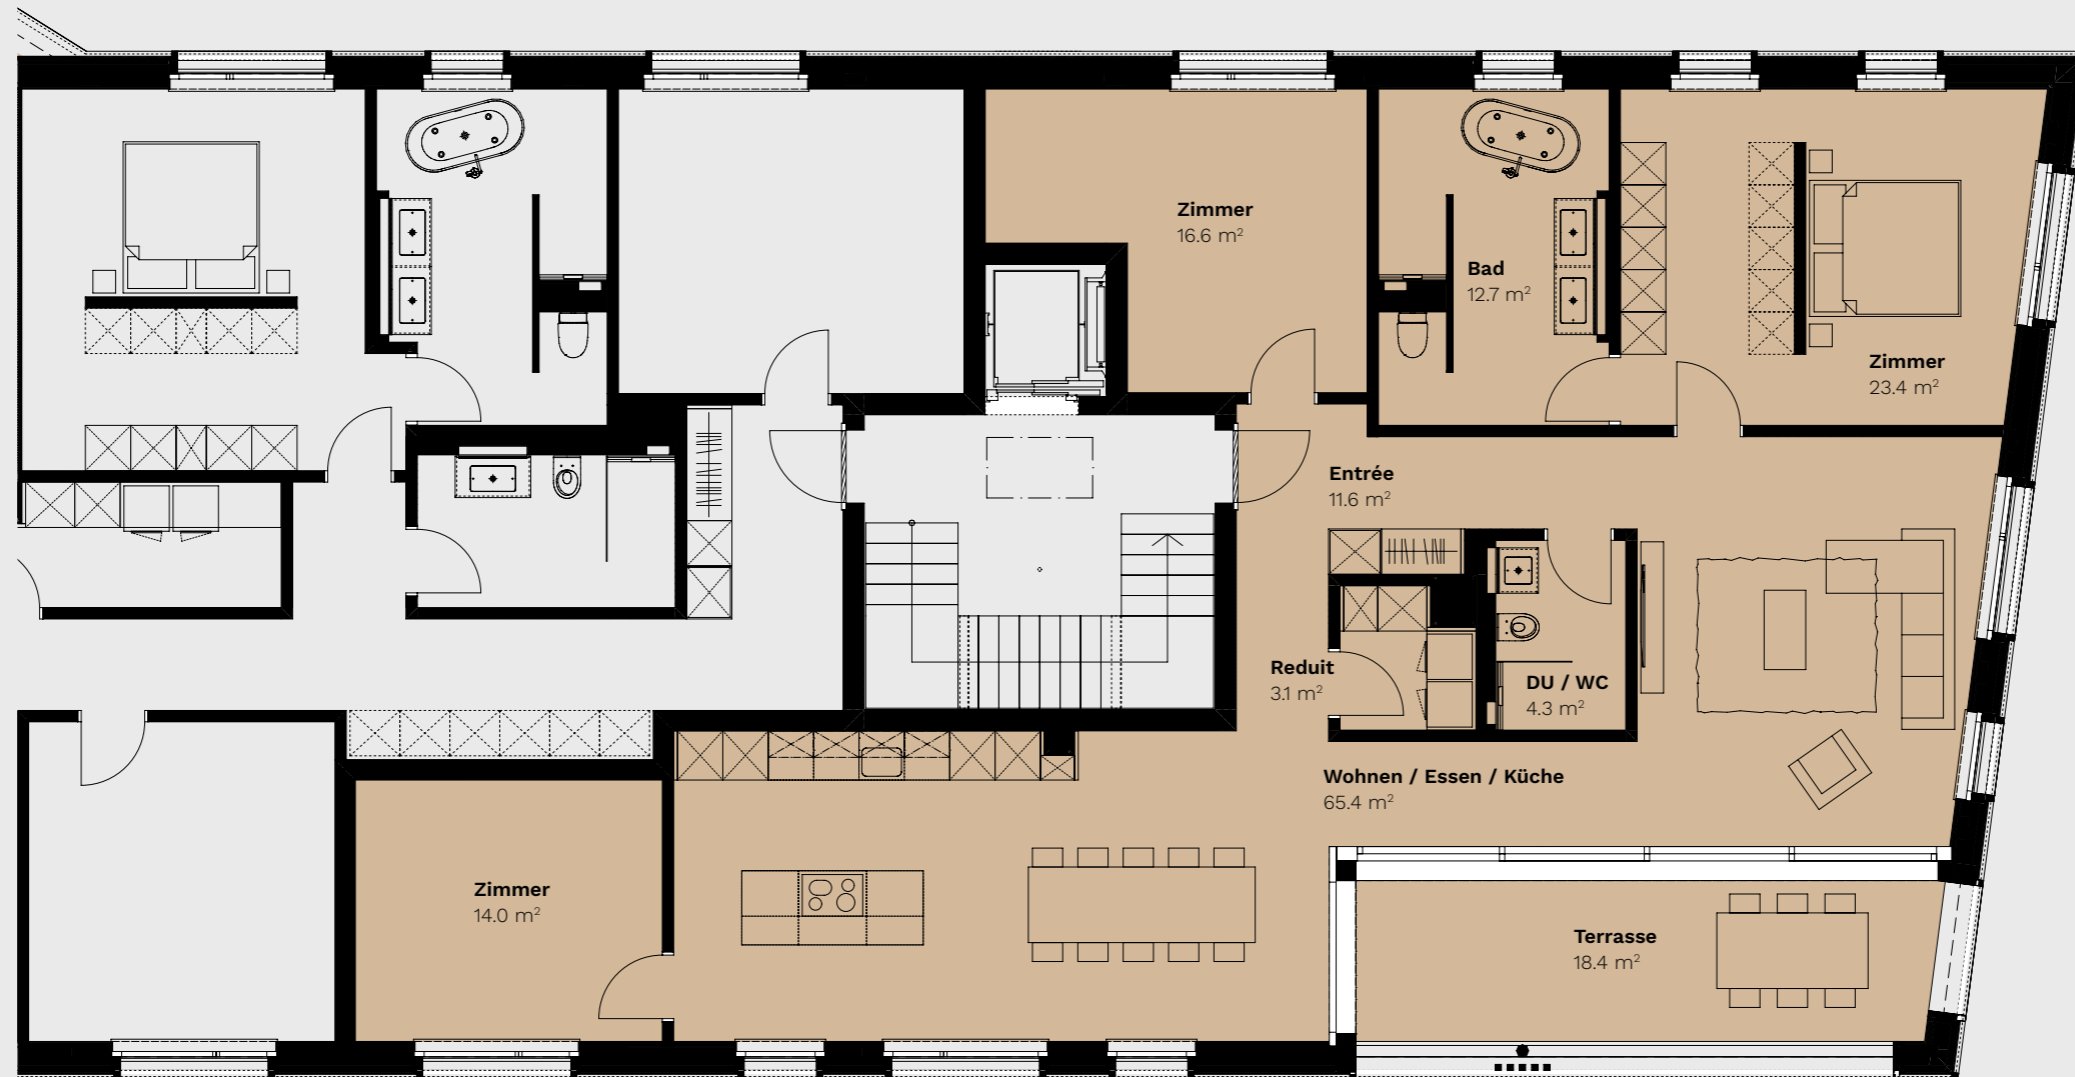 Zimmer
16.6 m²
Bad
12.7 m²
Zimmer
23.4 m²
Entrée
11.6 m²
Reduit
3.1 m²
DU / WC
4.3 m²
Wohnen / Essen / Küche
65.4 m²
Zimmer
14.0 m²
Terrasse
18.4 m²